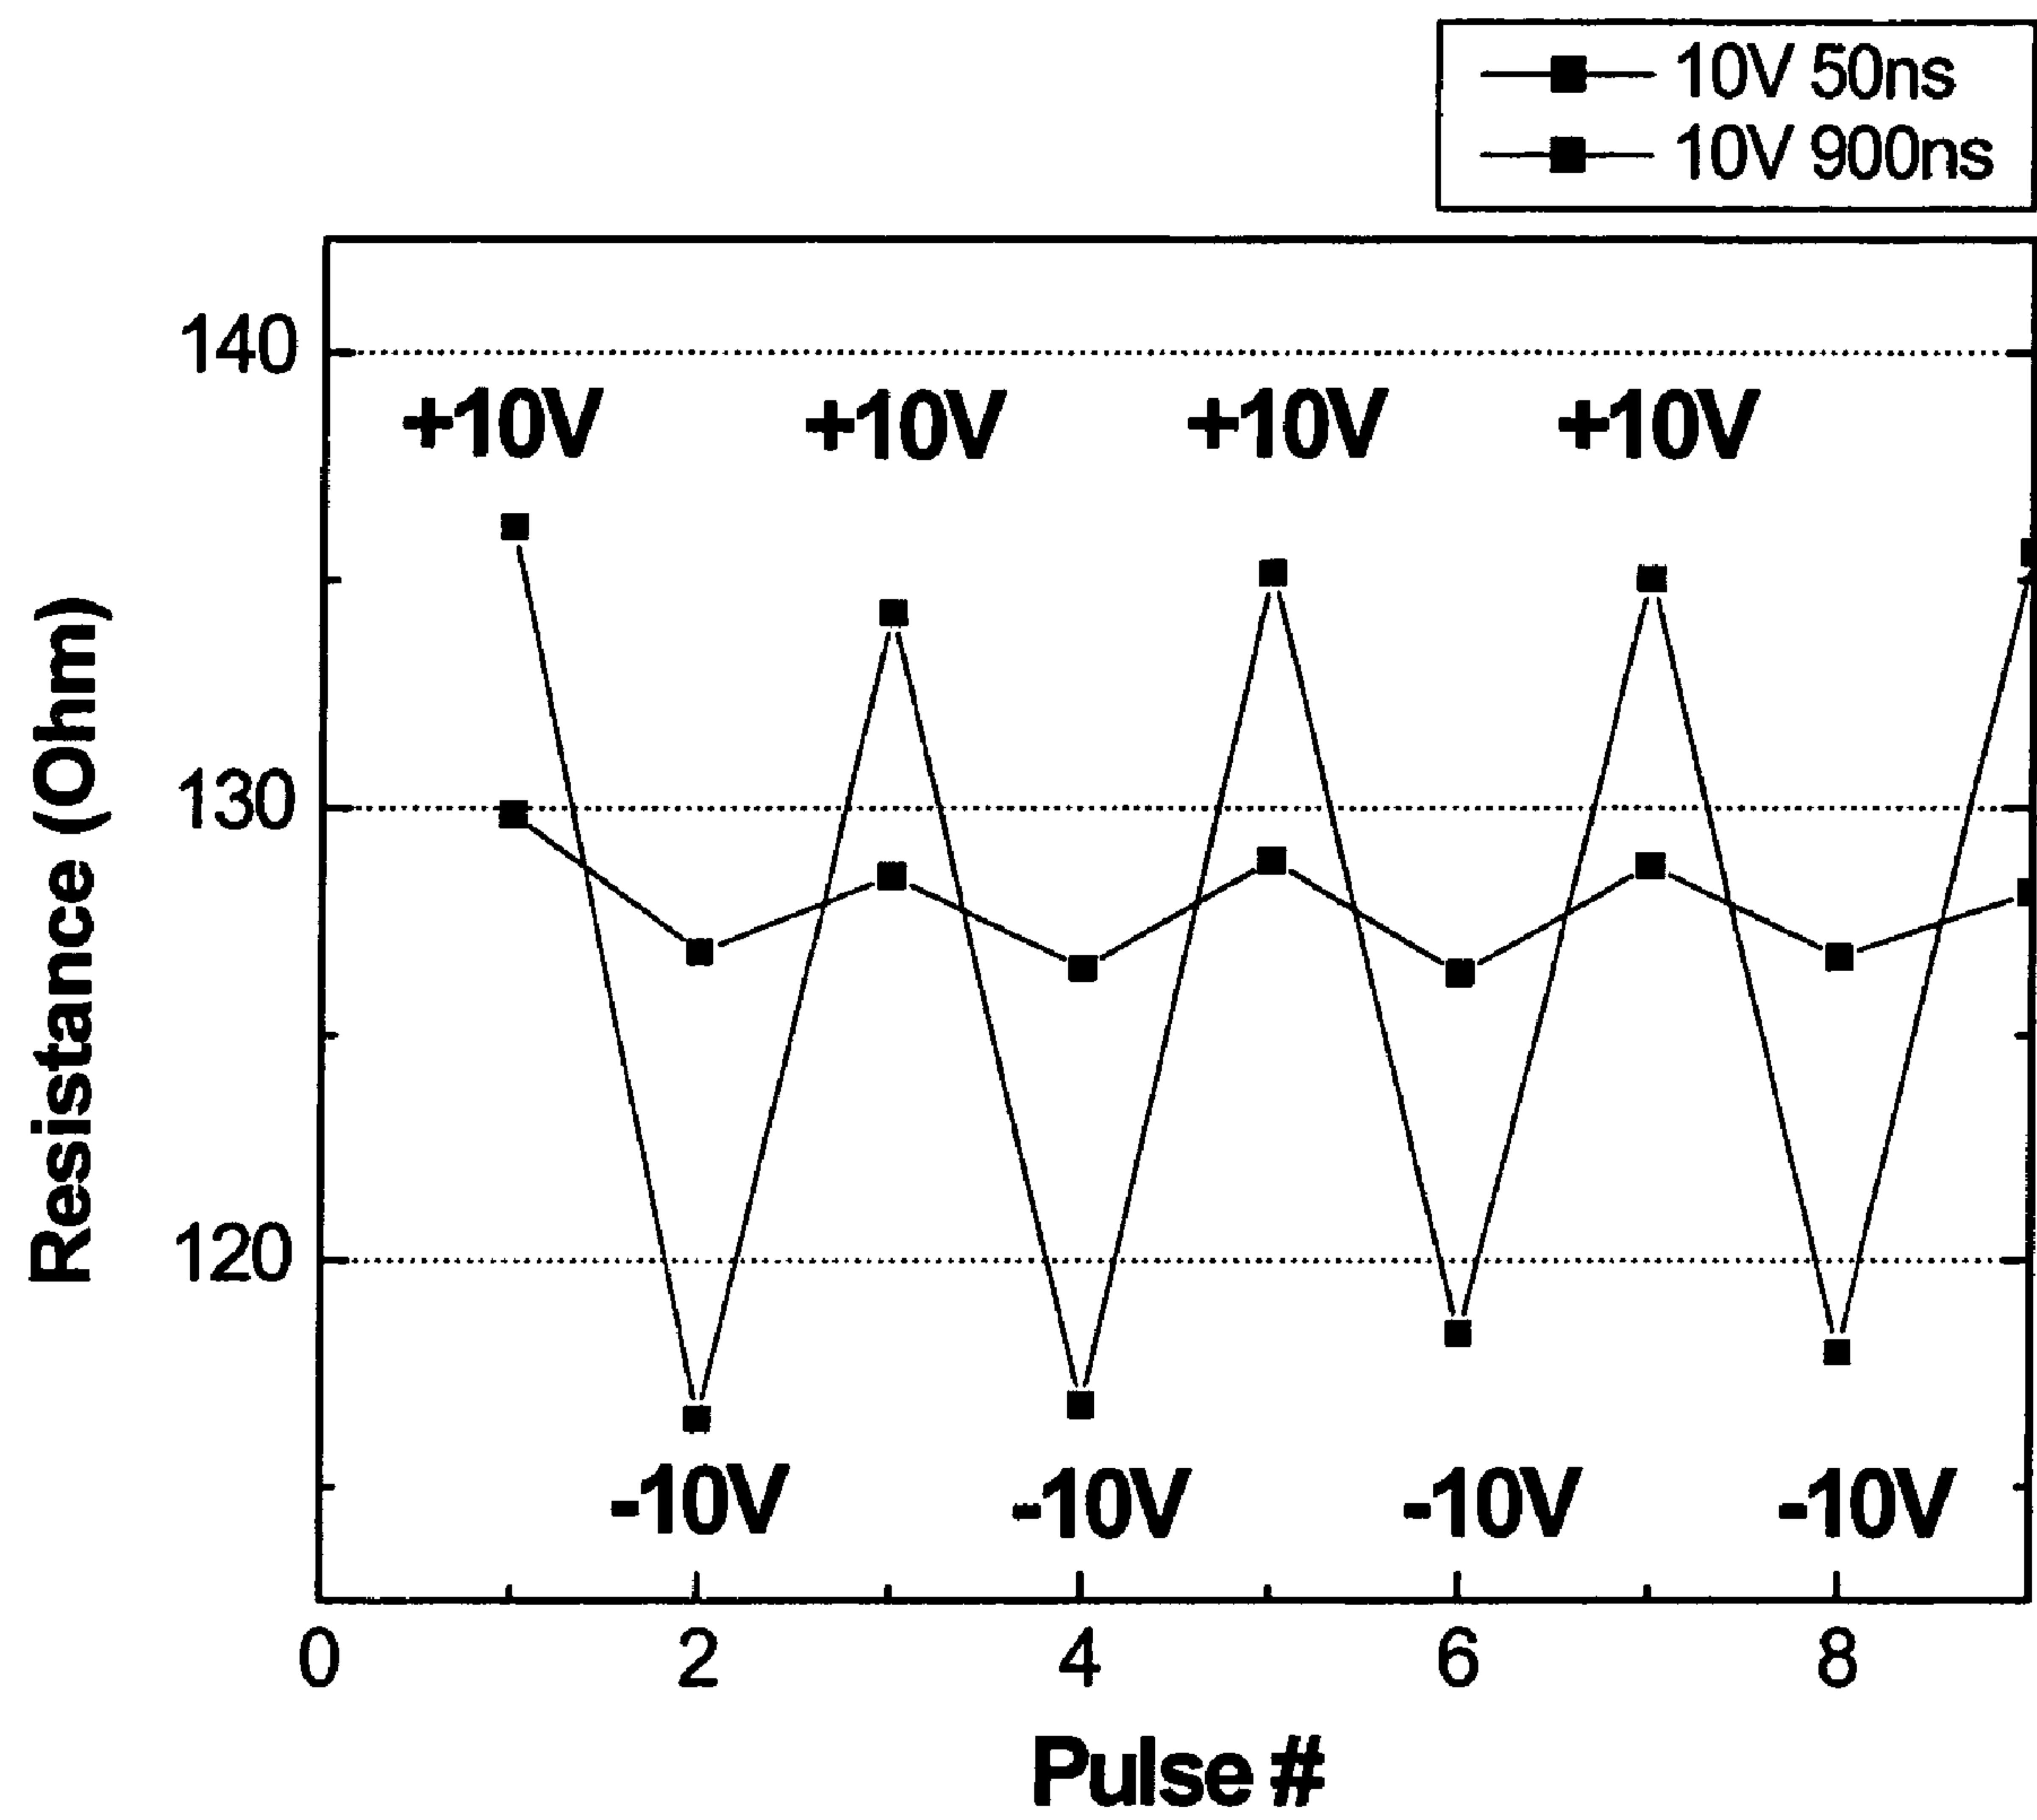 10V 50ns
10V 900ns
140
+10V +10V +10V +10V
130
120
-10V -10V -10V -10V
0 2 4 6 8
Resistance (Ohm)
Pulse #